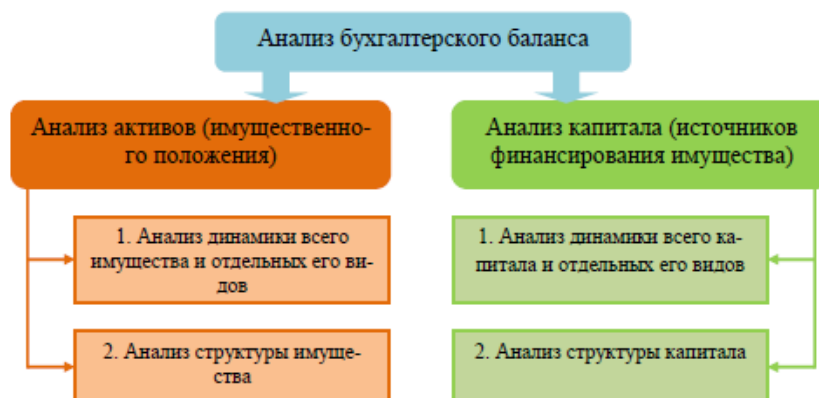 Анализ бухгалтерского баланса
Анализ активов (имущественно-
го положения)
Анализ капитала (источников
финансирования имущества)
1. Анализ динамики всего
имущества и отдельных его ви-
дов
1. Анализ динамики всего ка-
питала и отдельных его видов
2. Анализ структуры имуще-
ства
2. Анализ структуры капитала